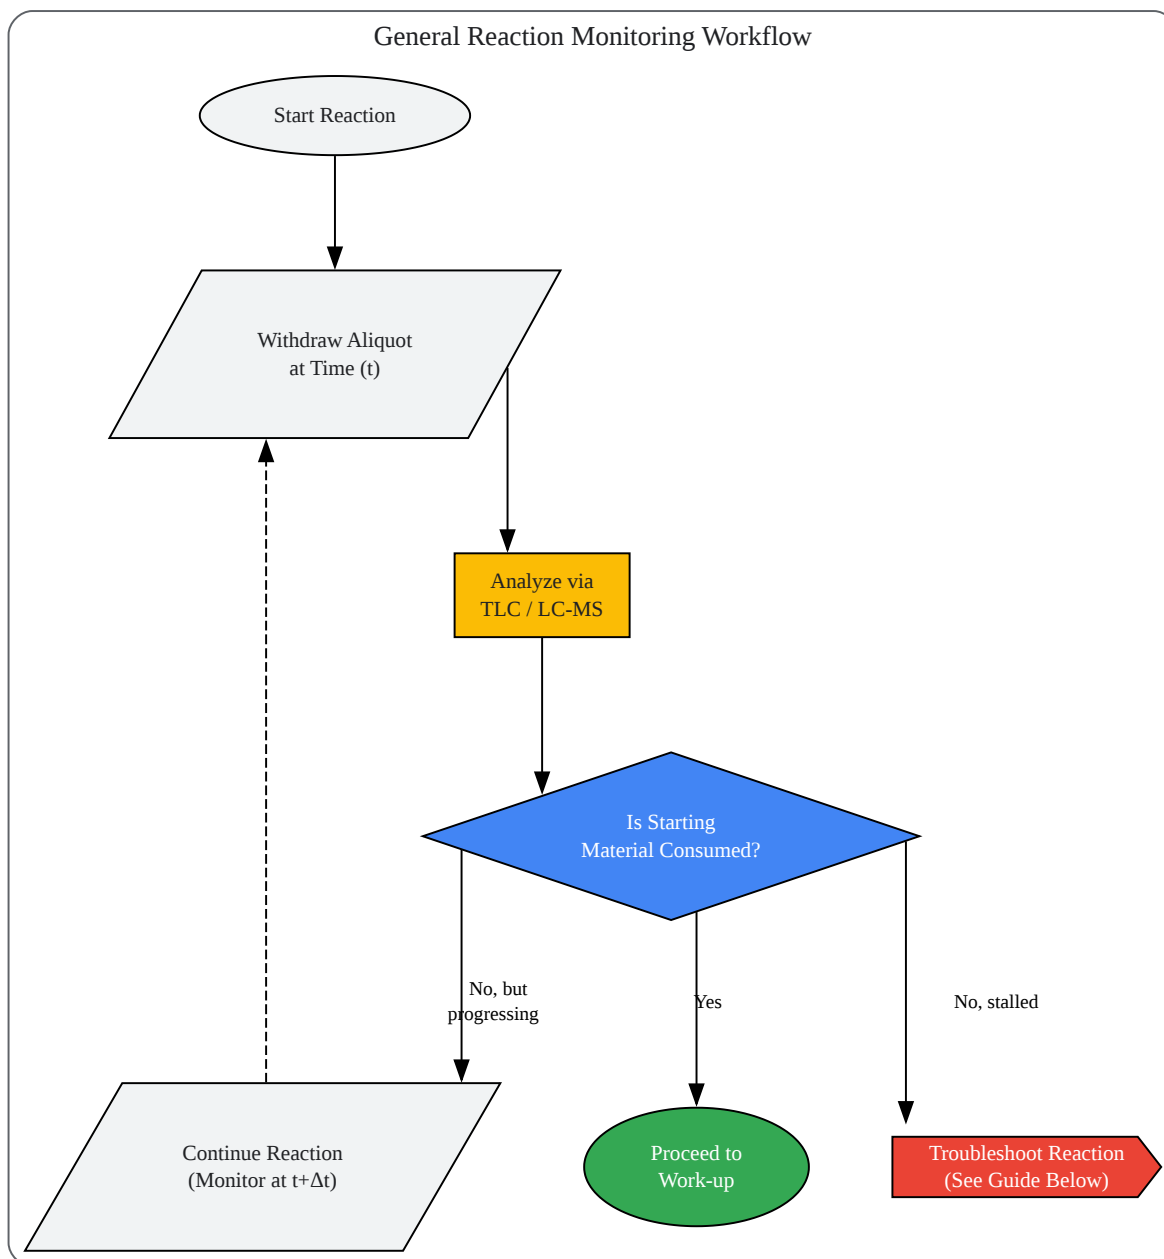 General Reaction Monitoring Workflow
Start Reaction
Withdraw Aliquot
at Time (t)
Analyze via
TLC / LC-MS
Is Starting
Material Consumed?
No, but
progressing
Yes
No, stalled
Continue Reaction
(Monitor at t+Δt)
Proceed to
Work-up
Troubleshoot Reaction
(See Guide Below)